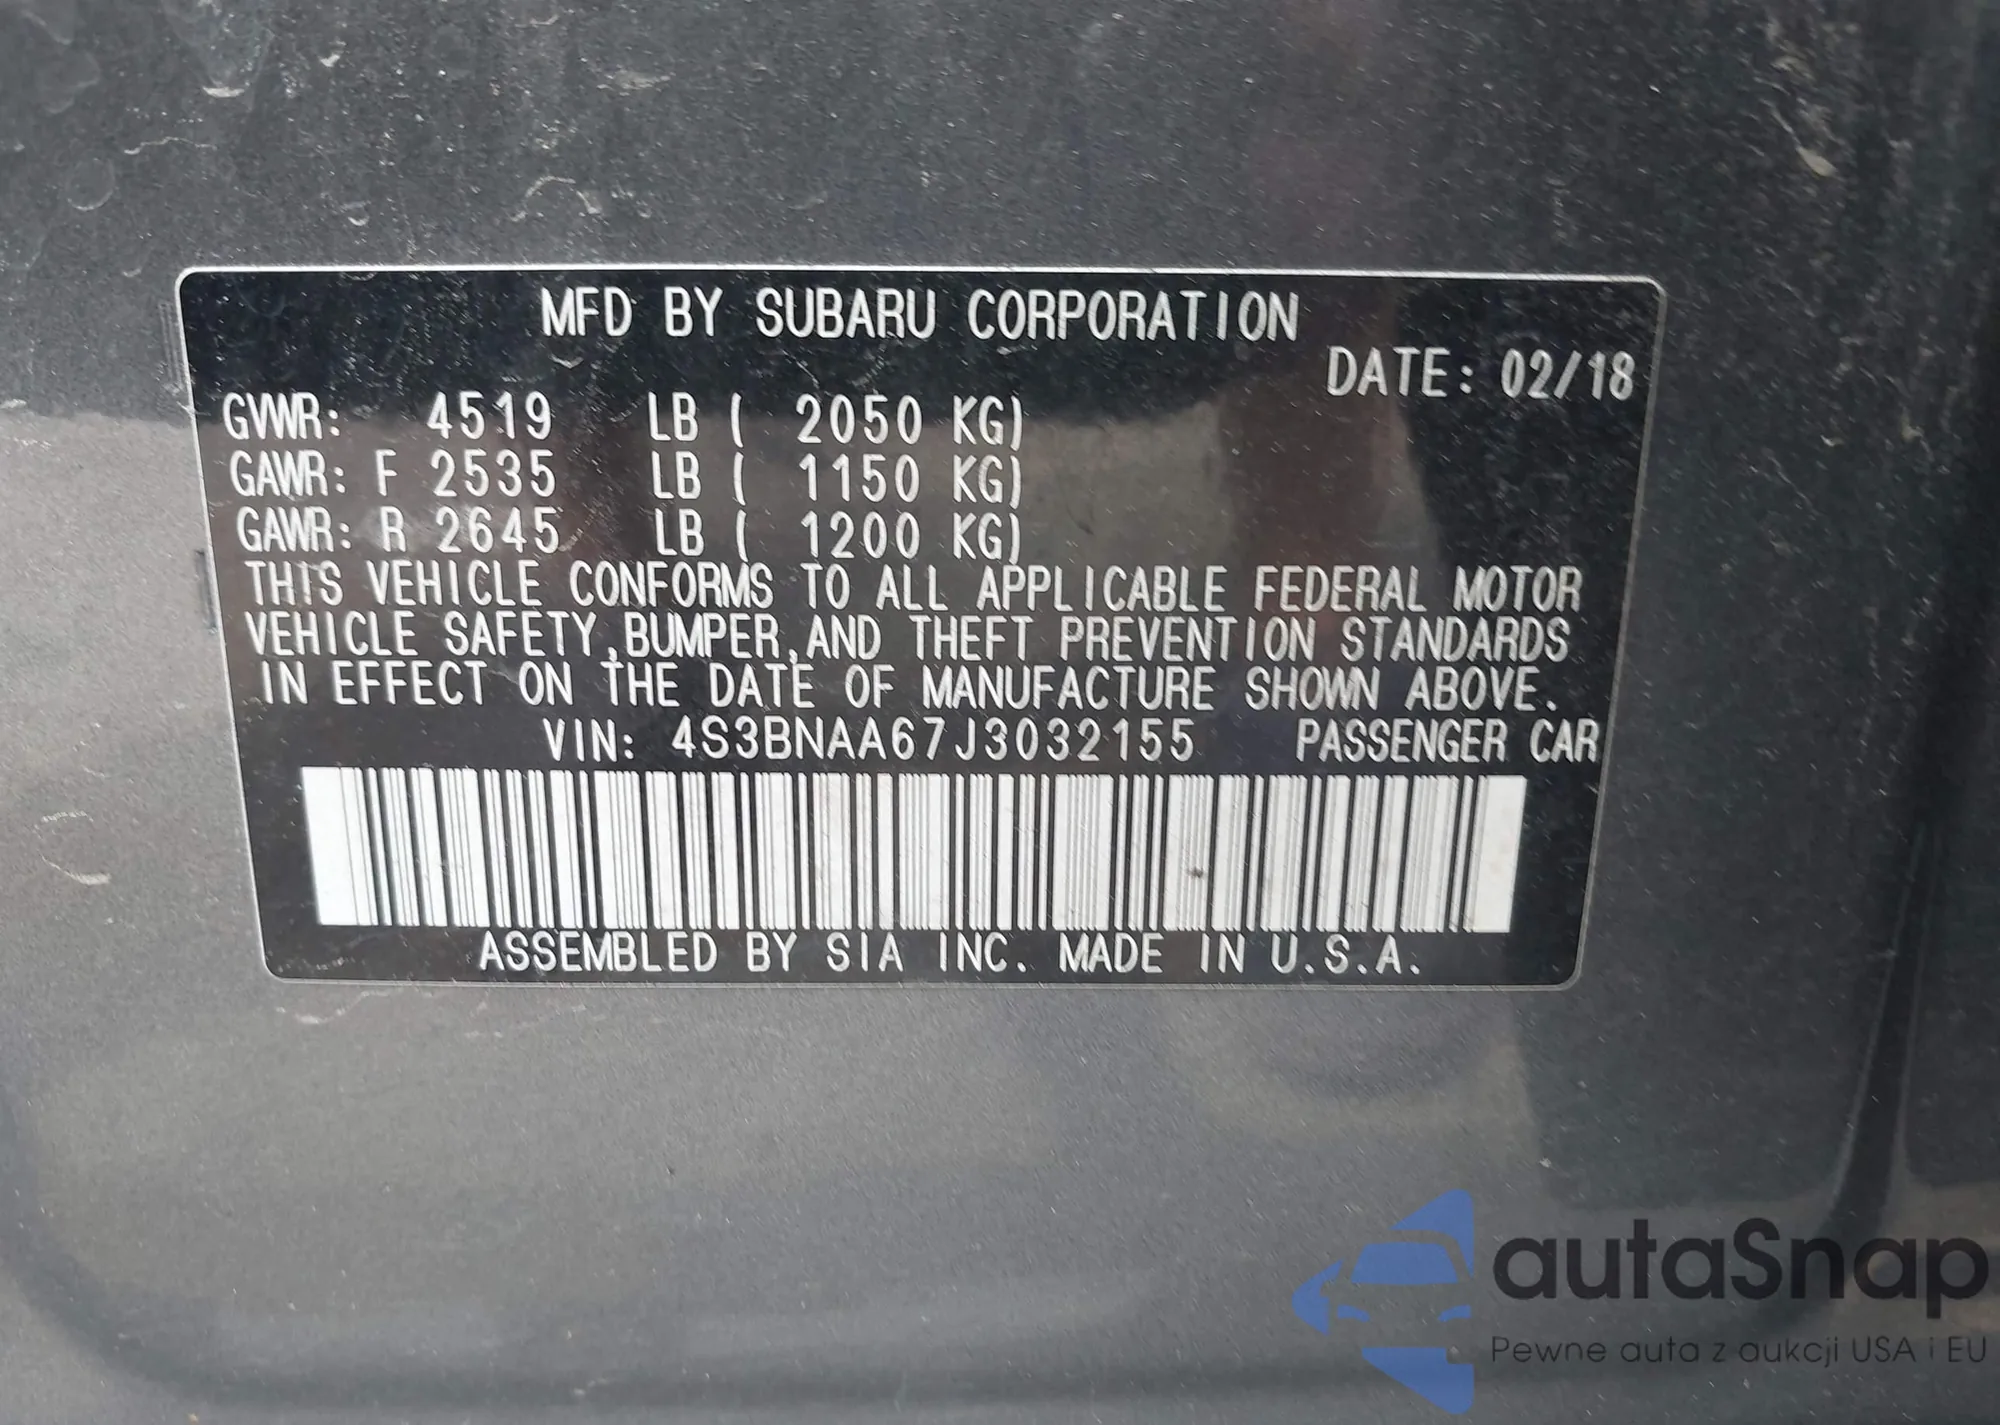 MFD BY SUBARU CORPORATION
DATE: 02/18
GVWR: 4519 LB ( 2050 KG)
GAWR: F 2535 LB ( 1150 KG)
GAWR: R 2645 LB ( 1200 KG)
THIS VEHICLE CONFORMS TO ALL APPLICABLE FEDERAL MOTOR
VEHICLE SAFETY,BUMPER,AND THEFT PREVENTION STANDARDS
IN EFFECT ON THE DATE OF MANUFACTURE SHOWN ABOVE.
VIN: 4S3BNAA67J3032155 PASSENGER CAR
ASSEMBLED BY SIA INC. MADE IN U.S.A.
autaSnap
Pewne auta z aukcji USA i EU